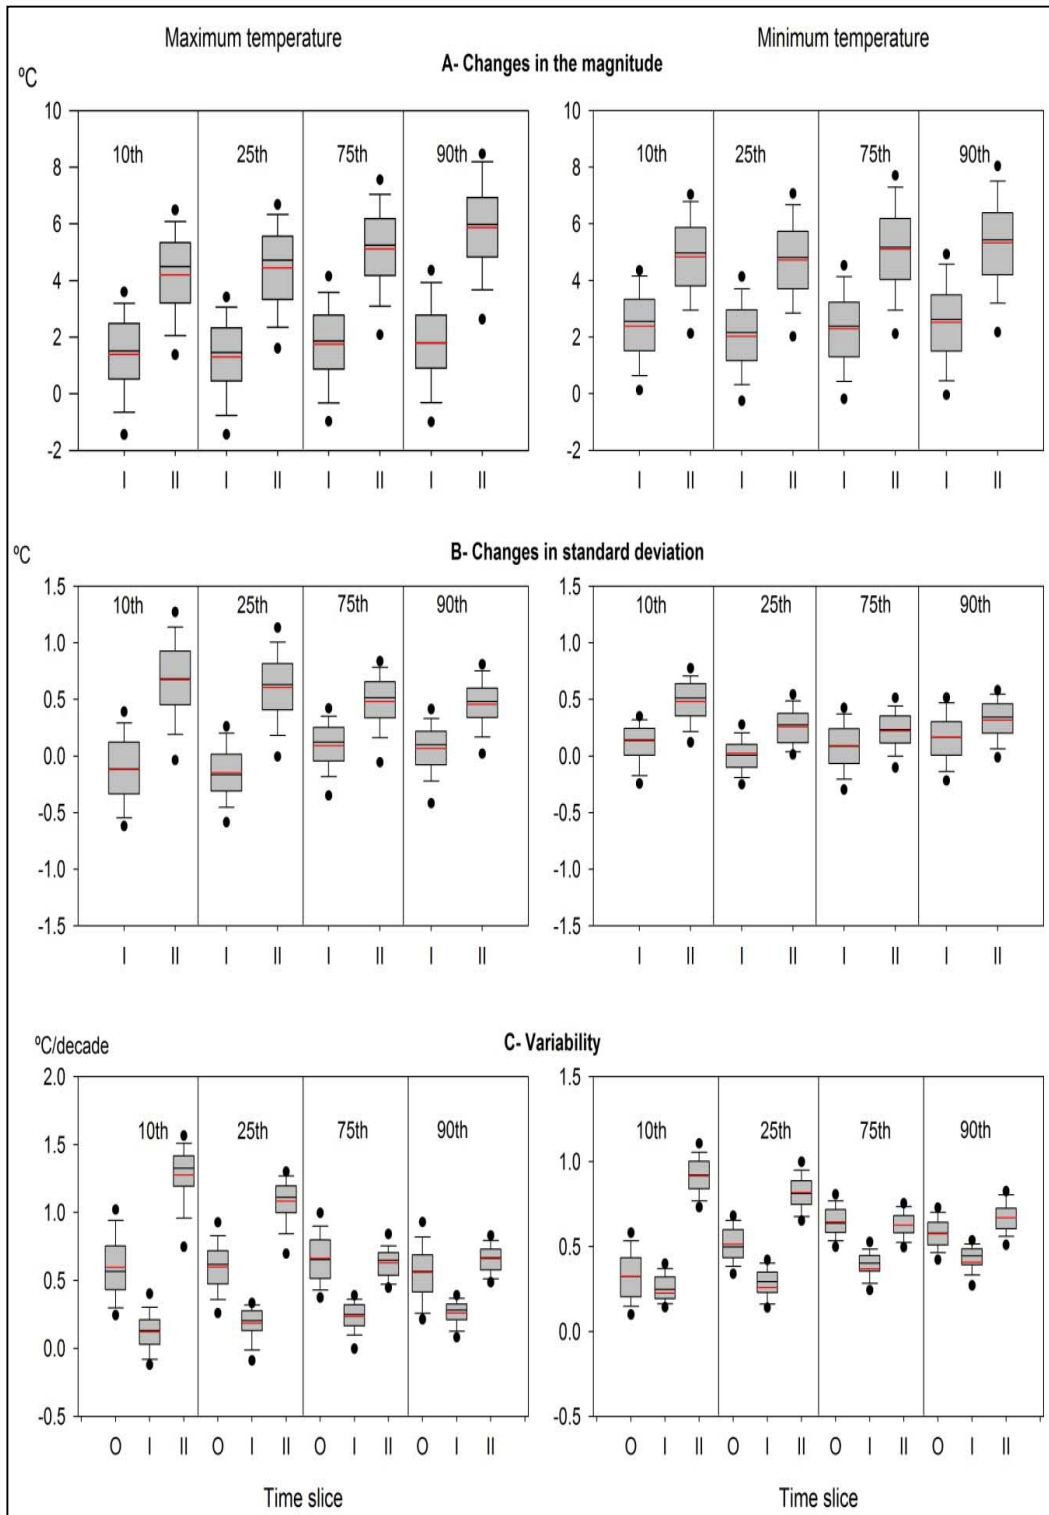 Maximum temperature Minimum temperature
A- Changes in the magnitude
ºC
10 10
10th 25th 75th 90th 10th 25th 75th 90th
8 8
6 6
4 4
2 2
0 0
-2 -2
I II I II I II I II I II I II I II I II
ºC B- Changes in standard deviation
1.5 1.5
10th 25th 75th 90th 10th 25th 75th 90th
1.0 1.0
0.5 0.5
0.0 0.0
-0.5 -0.5
-1.0 -1.0
-1.5 -1.5
I II I II I II I II I II I II I II I II
ºC/decade C- Variability
2.0 1.5
10th 25th 75th 90th 10th 25th 75th 90th
1.5 1.0
1.0 0.5
0.5 0.0
0.0
-0.5 -0.5
O I II O I II O I II O I II O I II O I II O I II O I II
Time slice Time slice